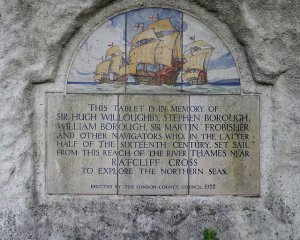 THIS TABLET IS IN MEMORY OF
SIR HUGH WILLOUGHBY, STEPHEN BOROUGH,
WILLIAM BOROUGH, SIR MARTIN FROBISHER
AND OTHER NAVIGATORS WHO, IN THE LATTER
HALF OF THE SIXTEENTH CENTURY, SET SAIL
FROM THIS REACH OF THE RIVER THAMES NEAR
RATCLIFF CROSS
TO EXPLORE THE NORTHERN SEAS.
ERECTED BY THE LONDON COUNTY COUNCIL, 1922